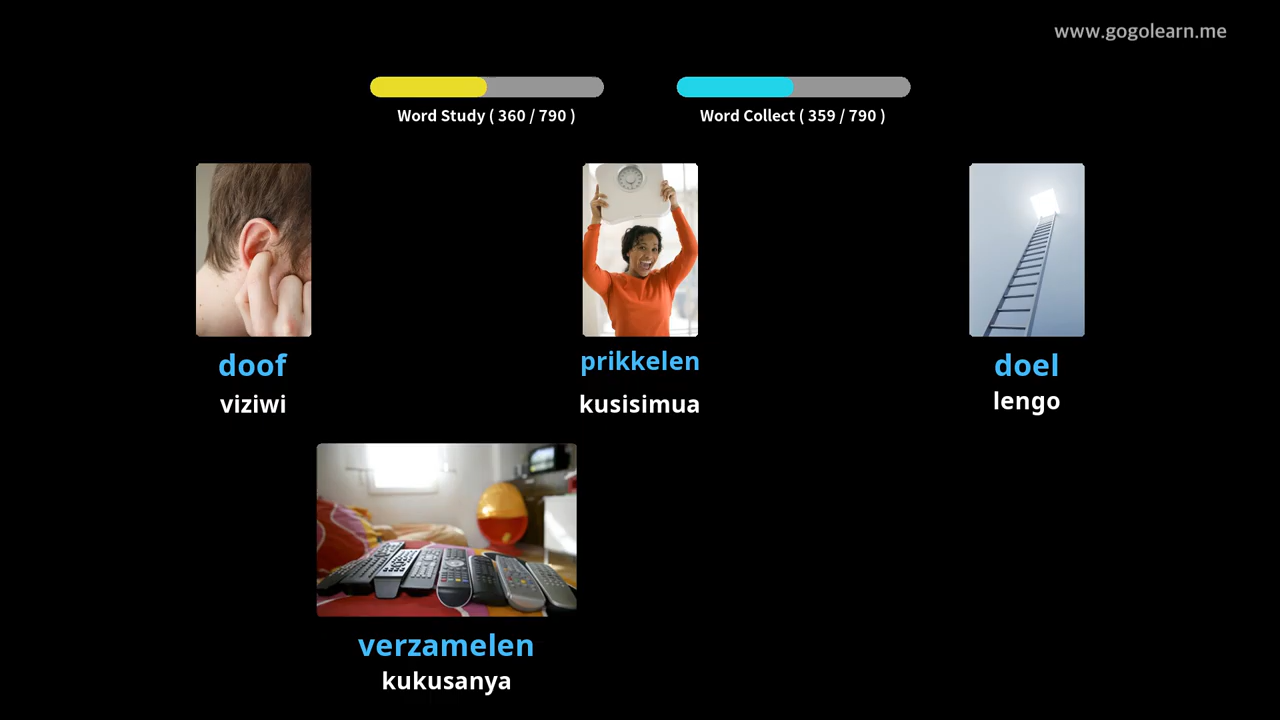 www.gogolearn.me
Word Study ( 360 / 790 )
Word Collect ( 359 / 790 )
doof
viziwi
prikkelen
kusisimua
doel
lengo
verzamelen
kukusanya